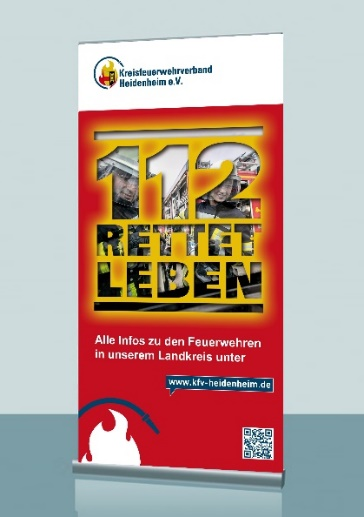 Kreisfeuerwehrverband
Heidenheim e.V.
112
RETTET
LEBEN
Alle Infos zu den Feuerwehren
in unserem Landkreis unter
www.kfv-heidenheim.de